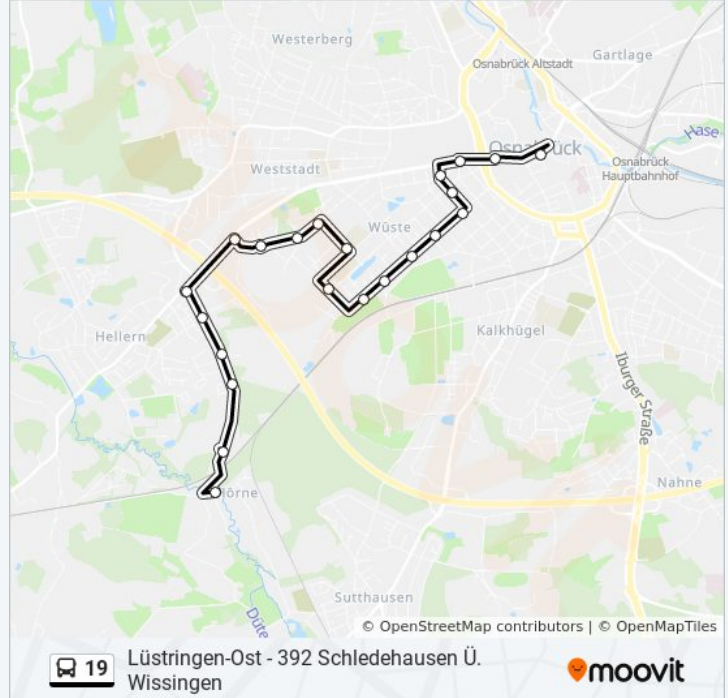 Westerberg
Gartlage
Osnabrück Altstadt
Hase
Osnabrück
Osnabrück
Hauptbahnhof
Weststadt
Wüste
Hellern
Kalkhügel
Iburger Straße
Nahne
Hörne
Sutthausen
Düte
© OpenStreetMap contributors | © OpenMapTiles
19
Lüstringen-Ost - 392 Schledehausen Ü.
Wissingen
moovit